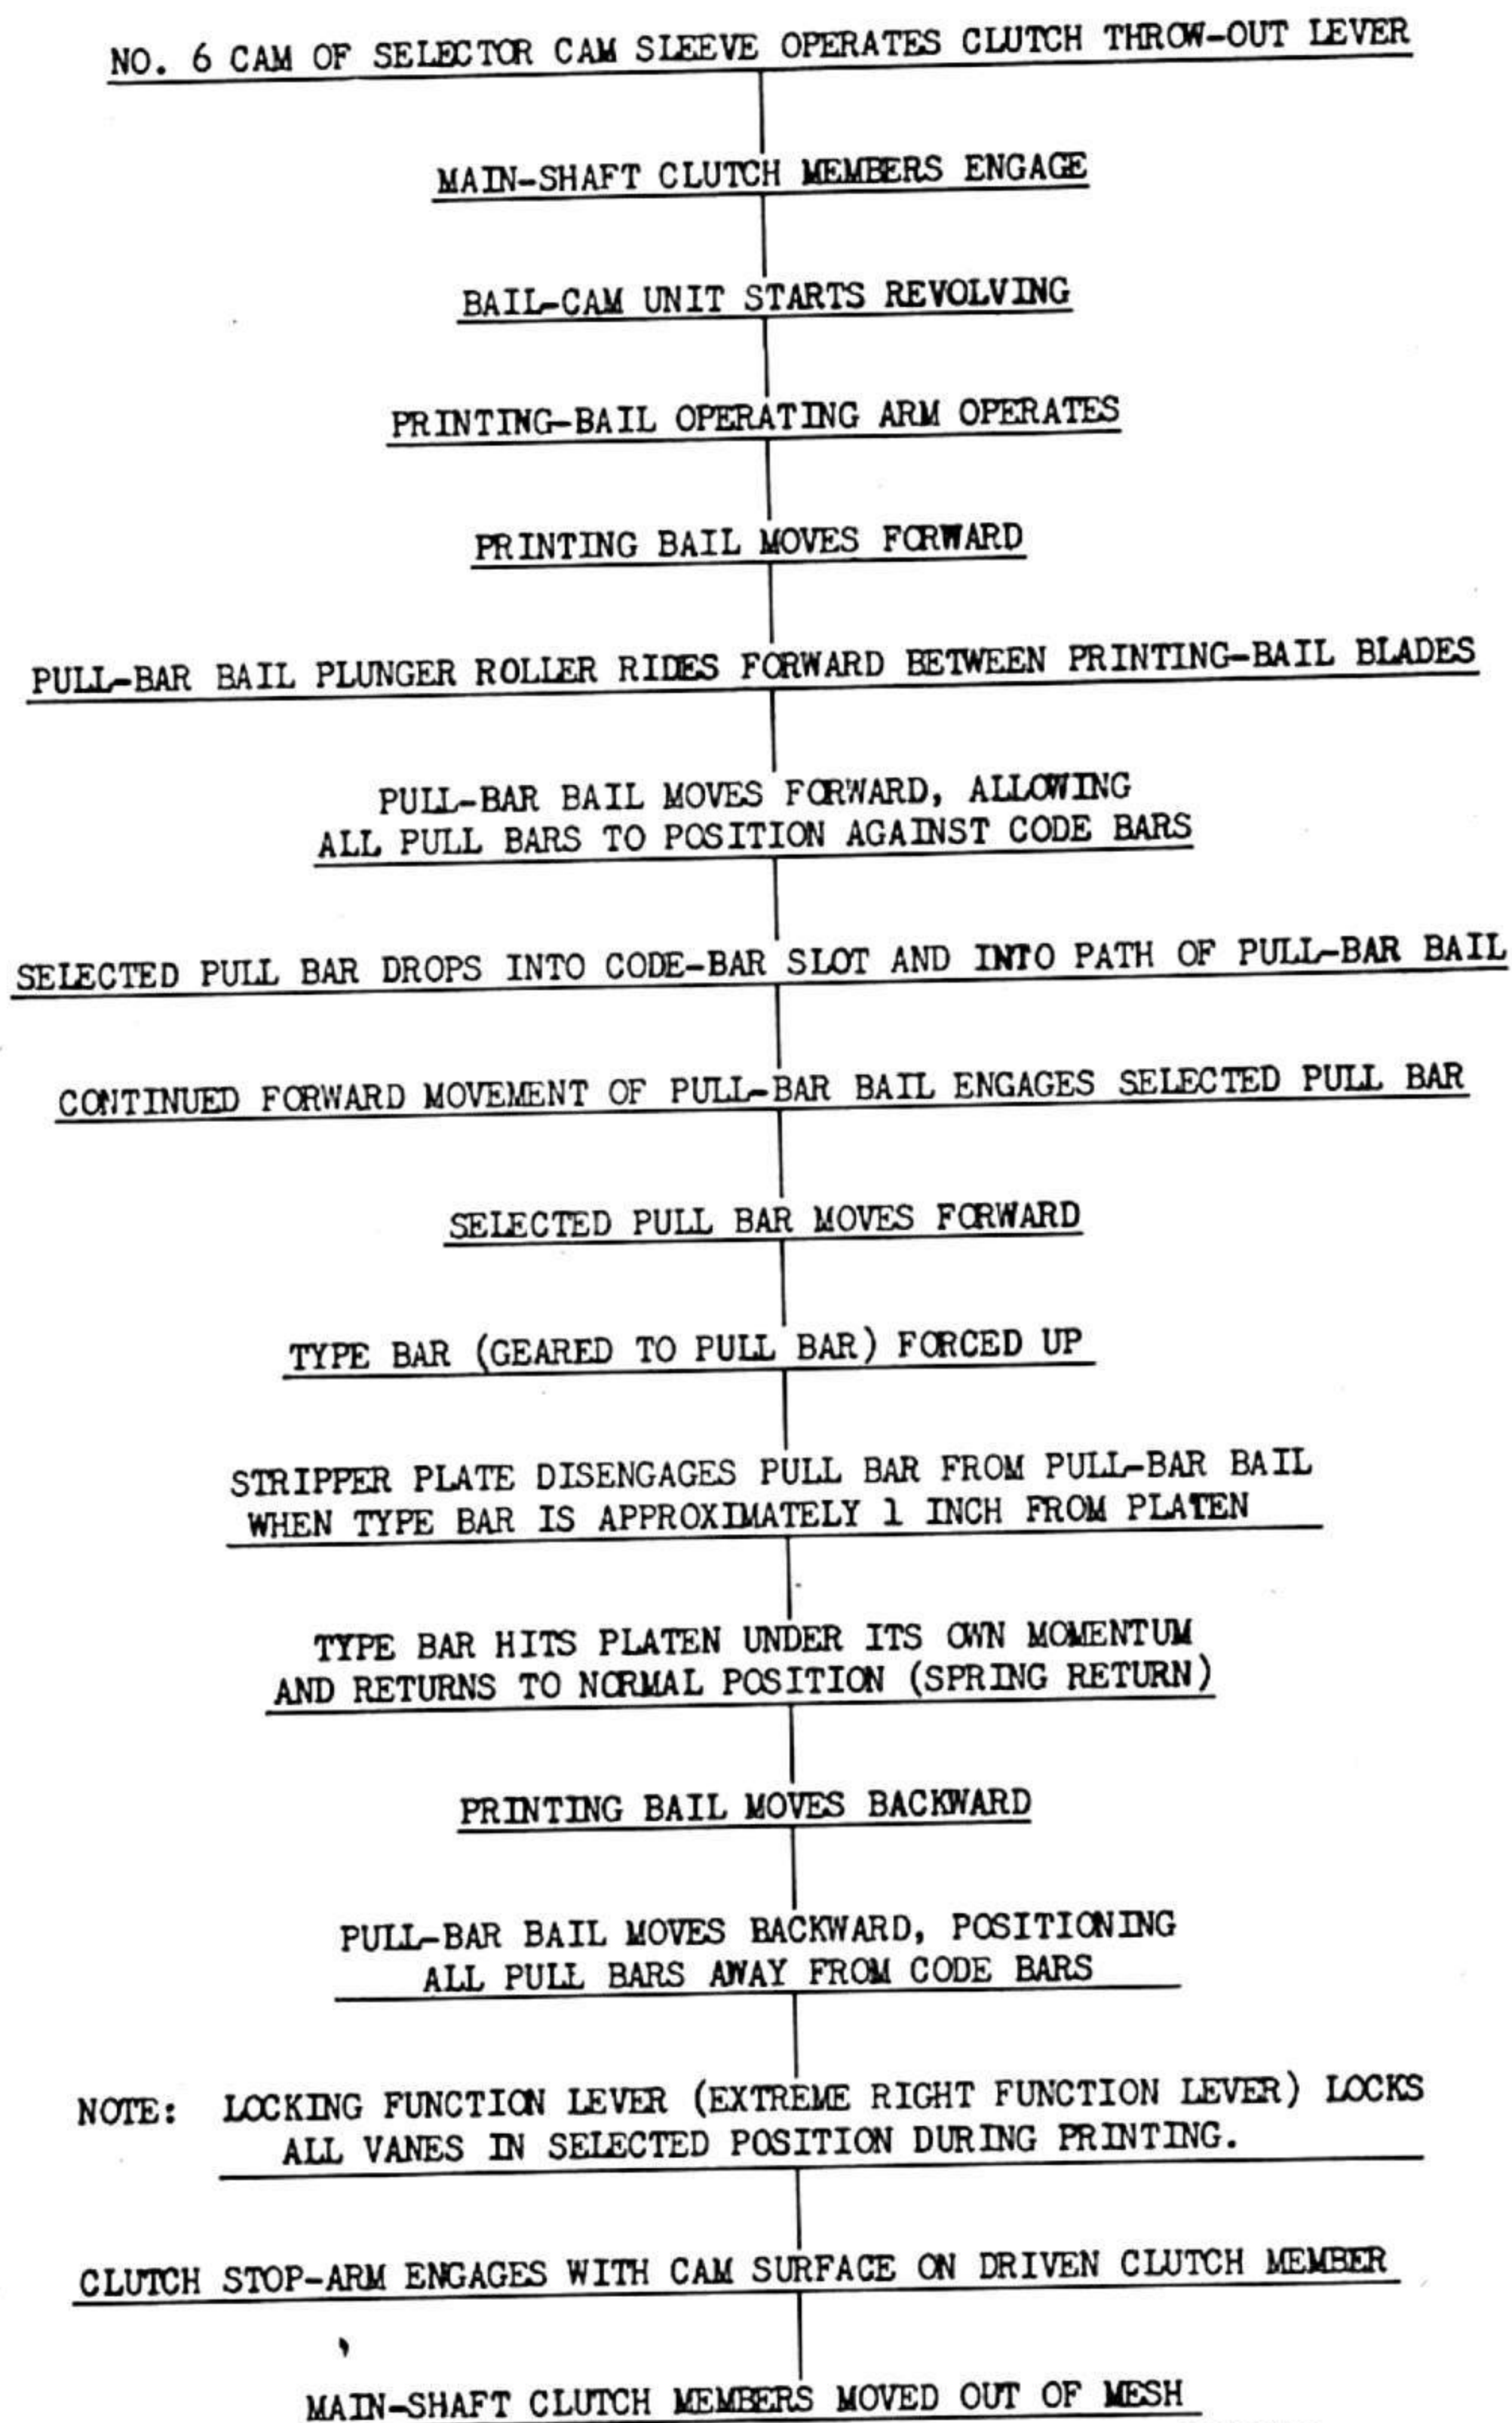 NO. 6 CAM OF SELECTOR CAM SLEEVE OPERATES CLUTCH THROW-OUT LEVER
MAIN-SHAFT CLUTCH MEMBERS ENGAGE
BAIL-CAM UNIT STARTS REVOLVING
PRINTING-BAIL OPERATING ARM OPERATES
PRINTING BAIL MOVES FORWARD
PULL-BAR BAIL PLUNGER ROLLER RIDES FORWARD BETWEEN PRINTING-BAIL BLADES
PULL-BAR BAIL MOVES FORWARD, ALLOWING
ALL PULL BARS TO POSITION AGAINST CODE BARS
SELECTED PULL BAR DROPS INTO CODE-BAR SLOT AND INTO PATH OF PULL-BAR BAIL
CONTINUED FORWARD MOVEMENT OF PULL-BAR BAIL ENGAGES SELECTED PULL BAR
SELECTED PULL BAR MOVES FORWARD
TYPE BAR (GEARED TO PULL BAR) FORCED UP
STRIPPER PLATE DISENGAGES PULL BAR FROM PULL-BAR BAIL
WHEN TYPE BAR IS APPROXIMATELY 1 INCH FROM PLATEN
TYPE BAR HITS PLATEN UNDER ITS OWN MOMENTUM
AND RETURNS TO NORMAL POSITION (SPRING RETURN)
PRINTING BAIL MOVES BACKWARD
PULL-BAR BAIL MOVES BACKWARD, POSITIONING
ALL PULL BARS AWAY FROM CODE BARS
NOTE: LOCKING FUNCTION LEVER (EXTREME RIGHT FUNCTION LEVER) LOCKS
ALL VANES IN SELECTED POSITION DURING PRINTING.
CLUTCH STOP-ARM ENGAGES WITH CAM SURFACE ON DRIVEN CLUTCH MEMBER
MAIN-SHAFT CLUTCH MEMBERS MOVED OUT OF MESH